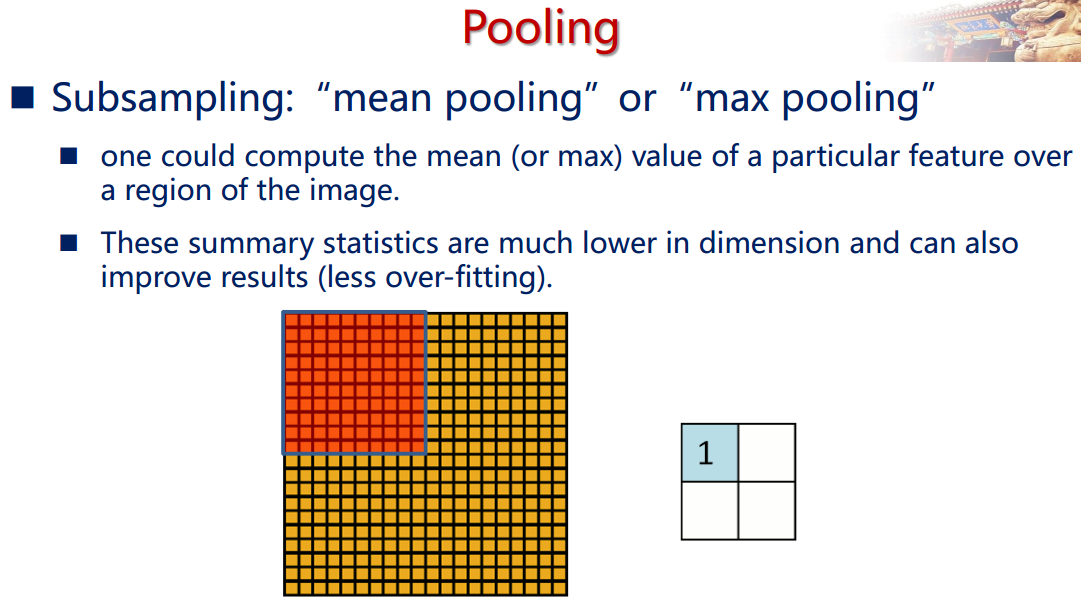 Pooling
■ Subsampling: “mean pooling” or “max pooling”
■ one could compute the mean (or max) value of a particular feature over
a region of the image.
■ These summary statistics are much lower in dimension and can also
improve results (less over-fitting).
1